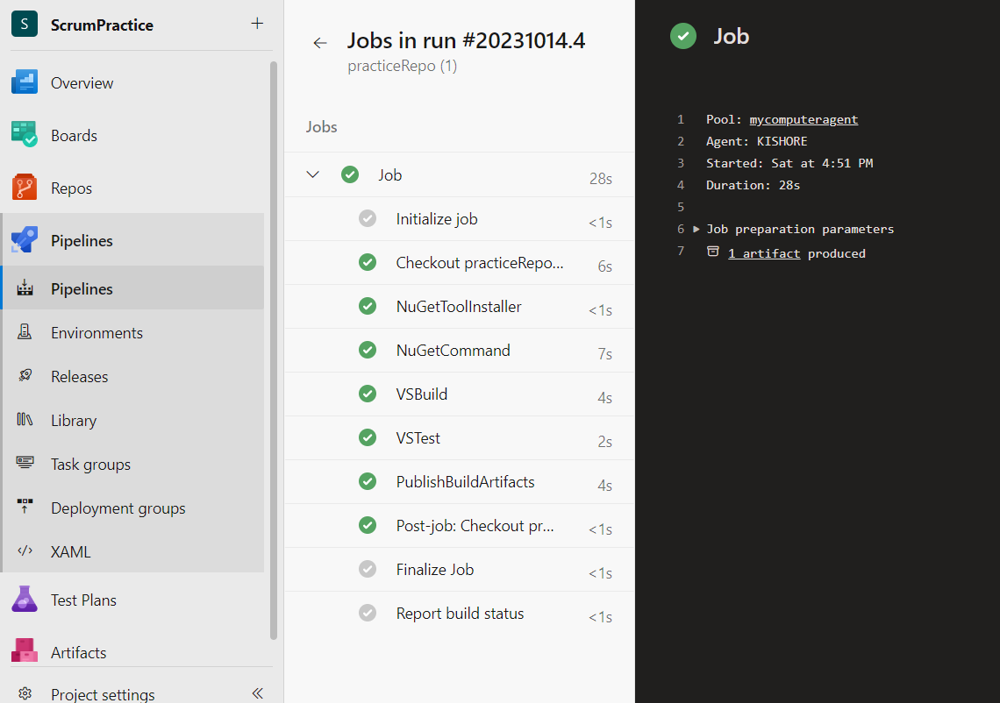 S ScrumPractice +
Overview
Boards
Repos
Pipelines
Pipelines
Environments
Releases
Library
Task groups
Deployment groups
XAML
Test Plans
Artifacts
Project settings
Jobs in run #20231014.4
practiceRepo (1)
Jobs
Job 28s
Initialize job <1s
Checkout practiceRepo... 6s
NuGetToolInstaller <1s
NuGetCommand 7s
VSBuild 4s
VSTest 2s
PublishBuildArtifacts 4s
Post-job: Checkout pr... <1s
Finalize Job <1s
Report build status <1s
Job
1 Pool: mycomputeragent
2 Agent: KISHORE
3 Started: Sat at 4:51 PM
4 Duration: 28s
5
6 Job preparation parameters
7 1 artifact produced